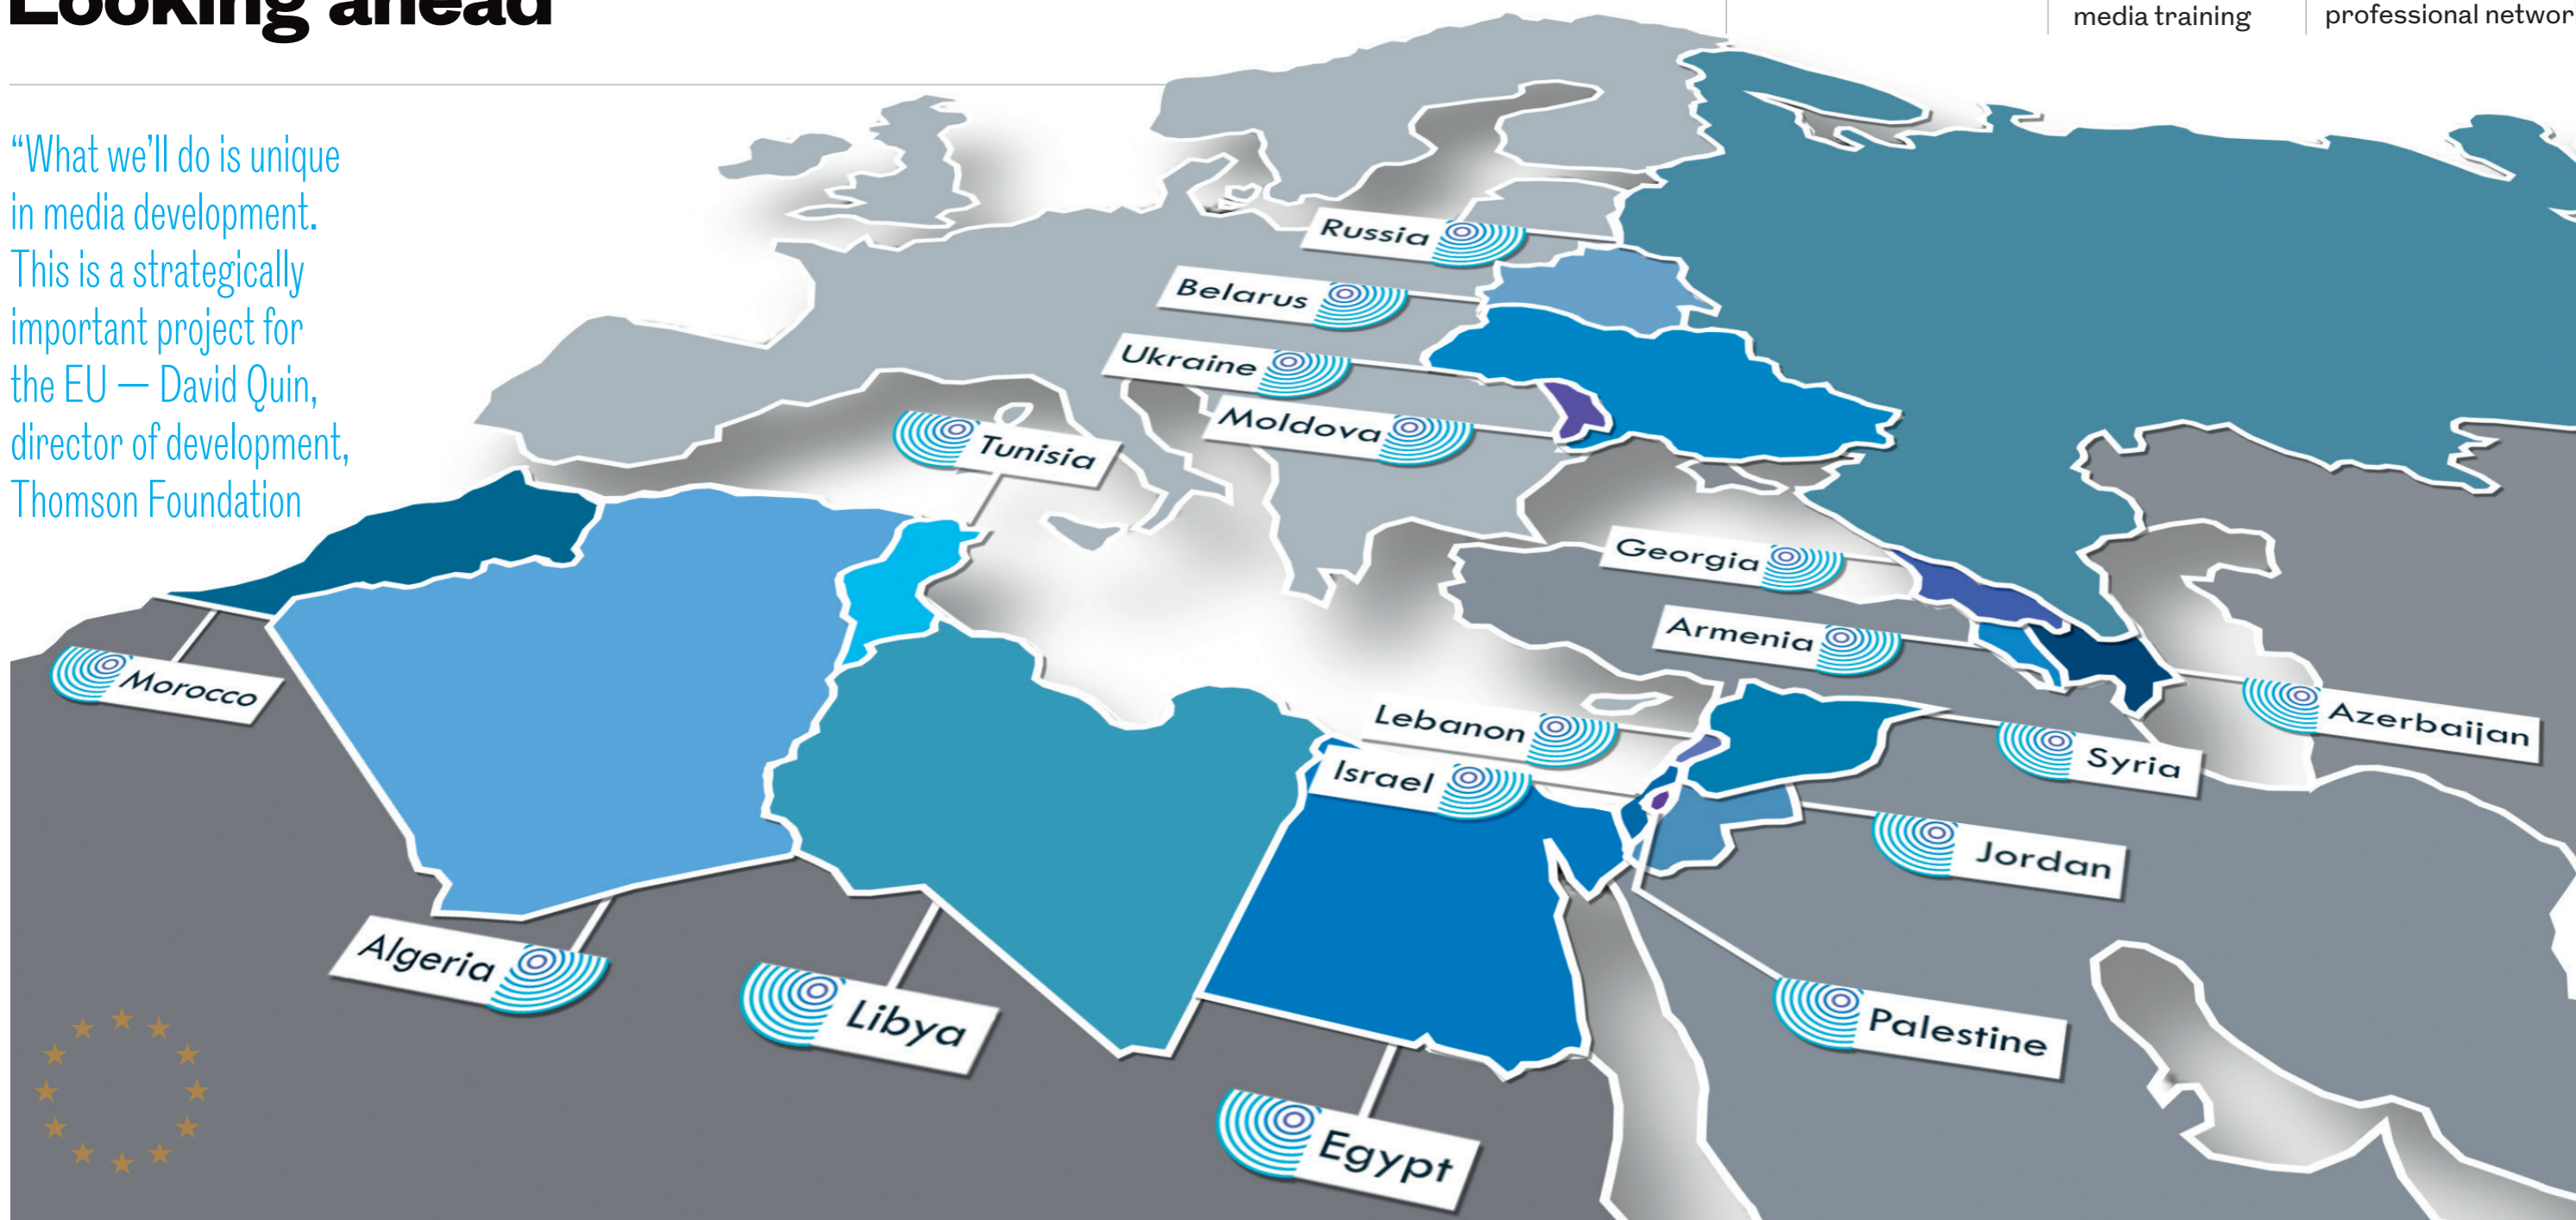 Looking ahead
media training
professional networ
“What we’ll do is unique
in media development.
This is a strategically
important project for
the EU — David Quin,
director of development,
Thomson Foundation
Russia
Belarus
Ukraine
Moldova
Tunisia
Georgia
Armenia
Morocco
Lebanon
Azerbaijan
Israel
Syria
Jordan
Algeria
Libya
Palestine
Egypt